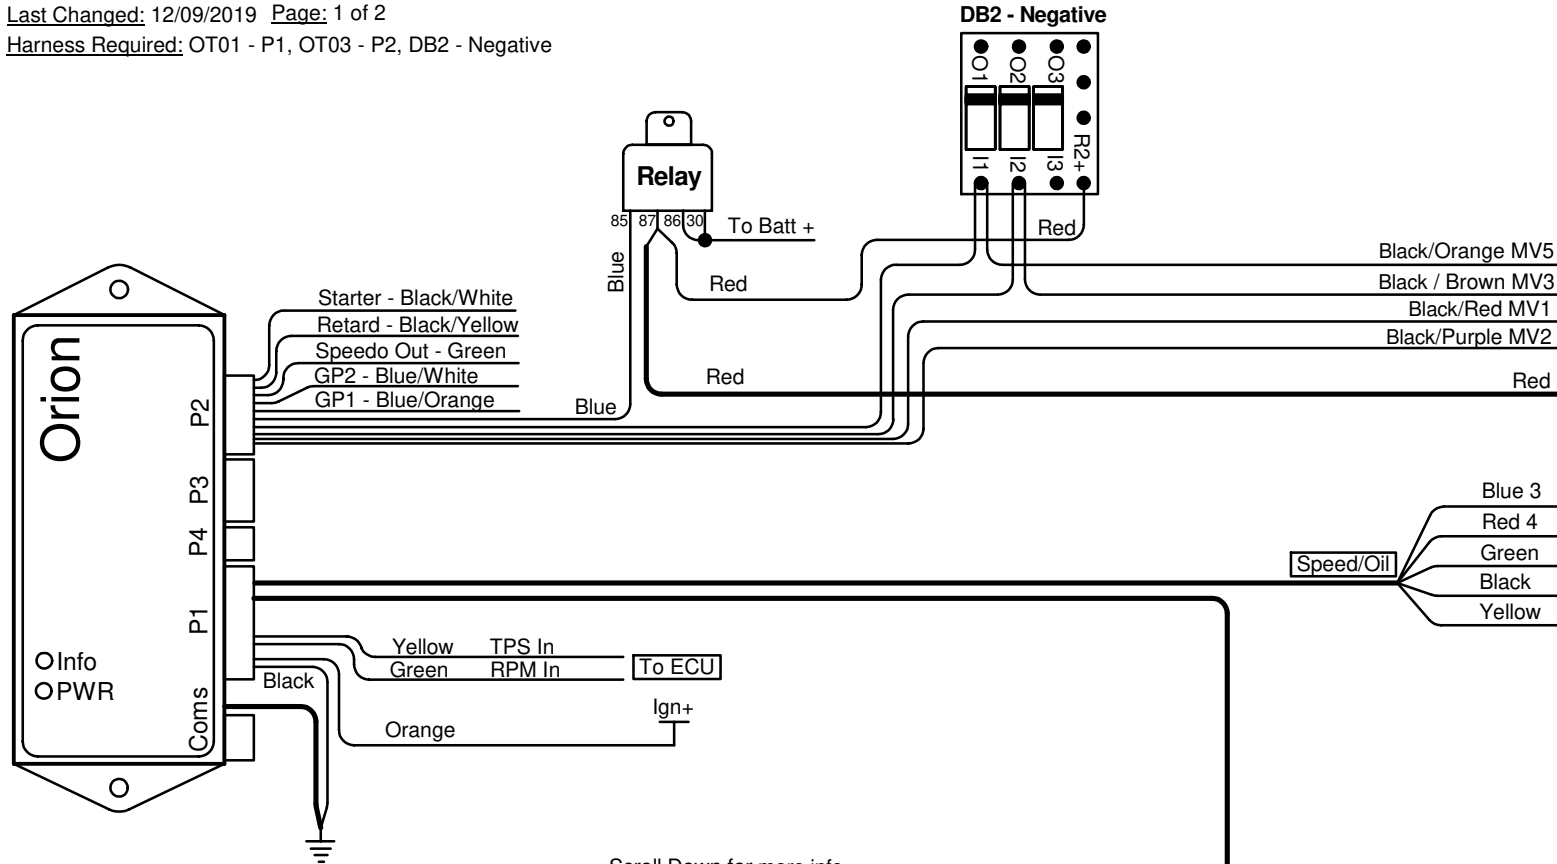 Last Changed: 12/09/2019 Page: 1 of 2
Harness Required: OT01 - P1, OT03 - P2, DB2 - Negative
DB2 - Negative
O1 O2 O3
I1 I2 I3 R2+
Relay
85 87 86 30
To Batt +
Red
Blue
Red
Black/Orange MV5
Black / Brown MV3
Black/Red MV1
Black/Purple MV2
Red
Red
Starter - Black/White
Retard - Black/Yellow
Speedo Out - Green
GP2 - Blue/White
GP1 - Blue/Orange
Blue
Orion
P2
P3
P4
P1
Coms
Info
PWR
Speed/Oil
Blue 3
Red 4
Green
Black
Yellow
Yellow TPS In
Green RPM In
To ECU
Black
Orange
Ign+
Scroll Down for more info